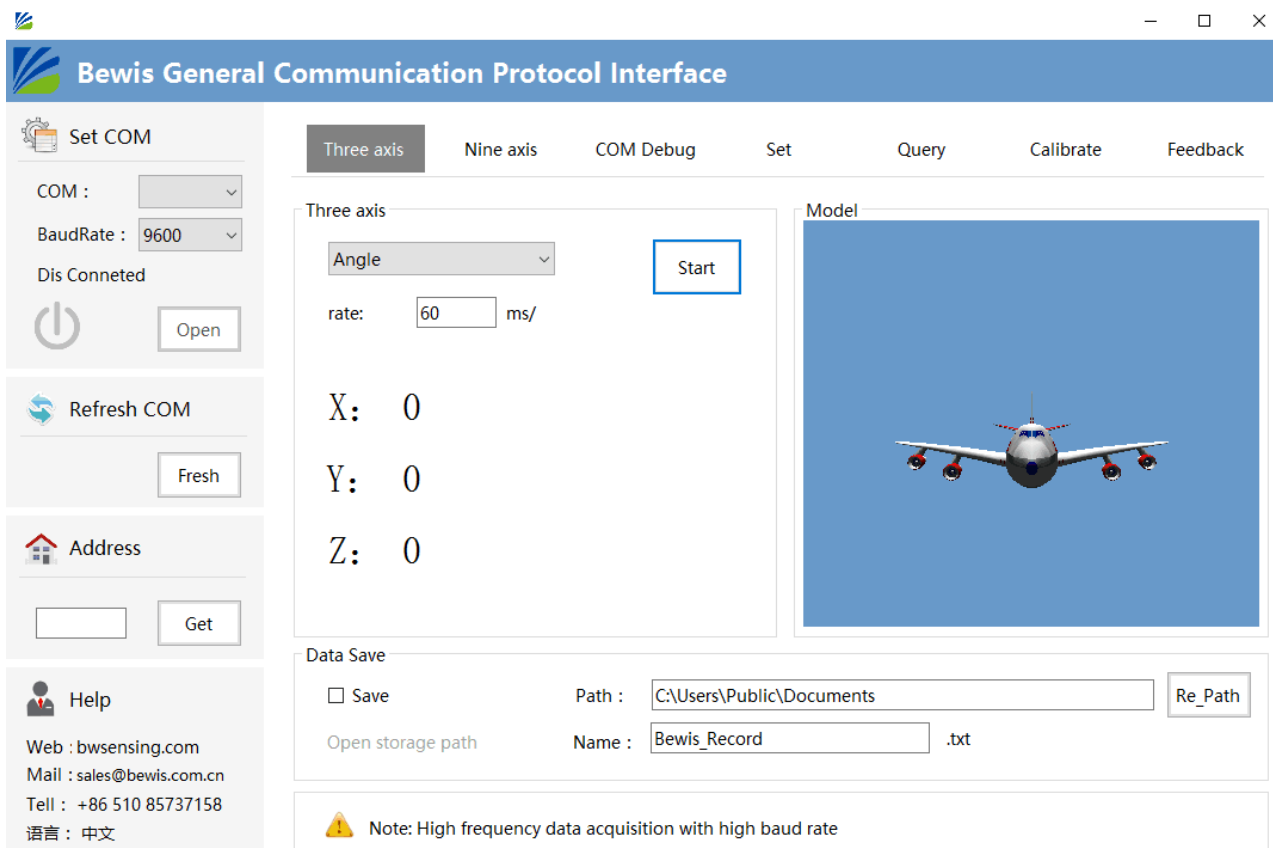 Bewis General Communication Protocol Interface
Set COM
COM :
BaudRate : 9600
Dis Conneted
Open
Refresh COM
Fresh
Address
Get
Help
Web : bwsensing.com
Mail : sales@bewis.com.cn
Tell : +86 510 85737158
语言： 中文
Three axis Nine axis COM Debug Set Query Calibrate Feedback
Three axis
Angle
Start
rate: 60 ms/
X: 0
Y: 0
Z: 0
Model
Data Save
Save Path : C:\Users\Public\Documents Re_Path
Open storage path Name : Bewis_Record .txt
Note: High frequency data acquisition with high baud rate